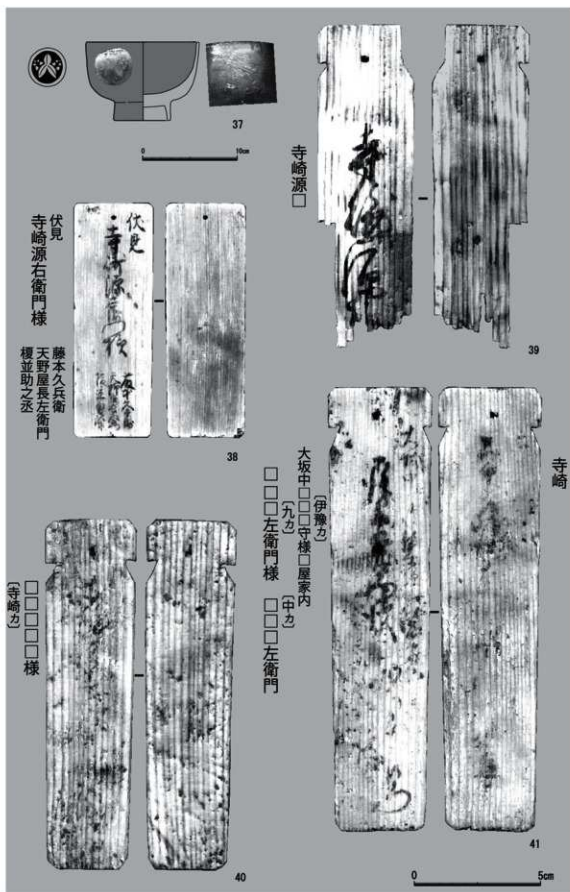 37
0 10cm
寺崎源□
39
伏見
寺崎源右衛門様
藤本久兵衛
天野屋長左衛門
榎並助之丞
38
寺崎
〔伊豫カ〕
大坂中□□□守様□屋家内
〔九カ〕
□□□左衛門様
〔中カ〕
□□□左衛門
41
□□□□□様
〔寺崎カ〕
40
0 5cm